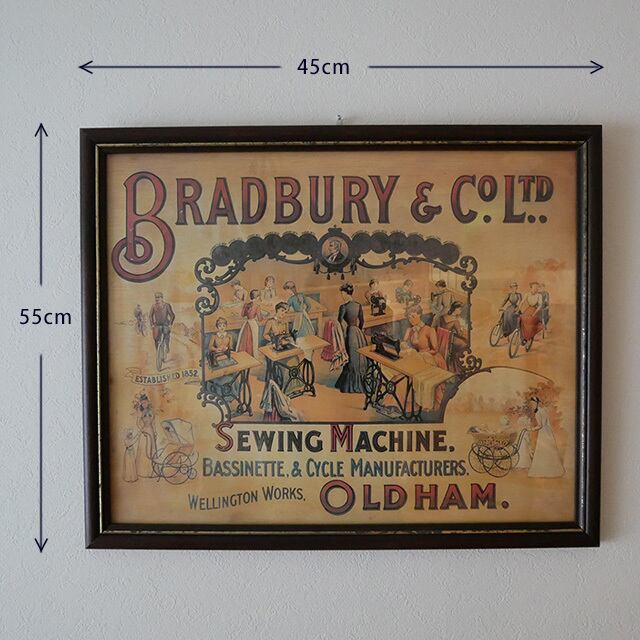 45cm
55cm
BRADBURY & CO. LTD..
ESTABLISHED 1852.
SEWING MACHINE,
BASSINETTE, & CYCLE MANUFACTURERS.
WELLINGTON WORKS, OLDHAM.